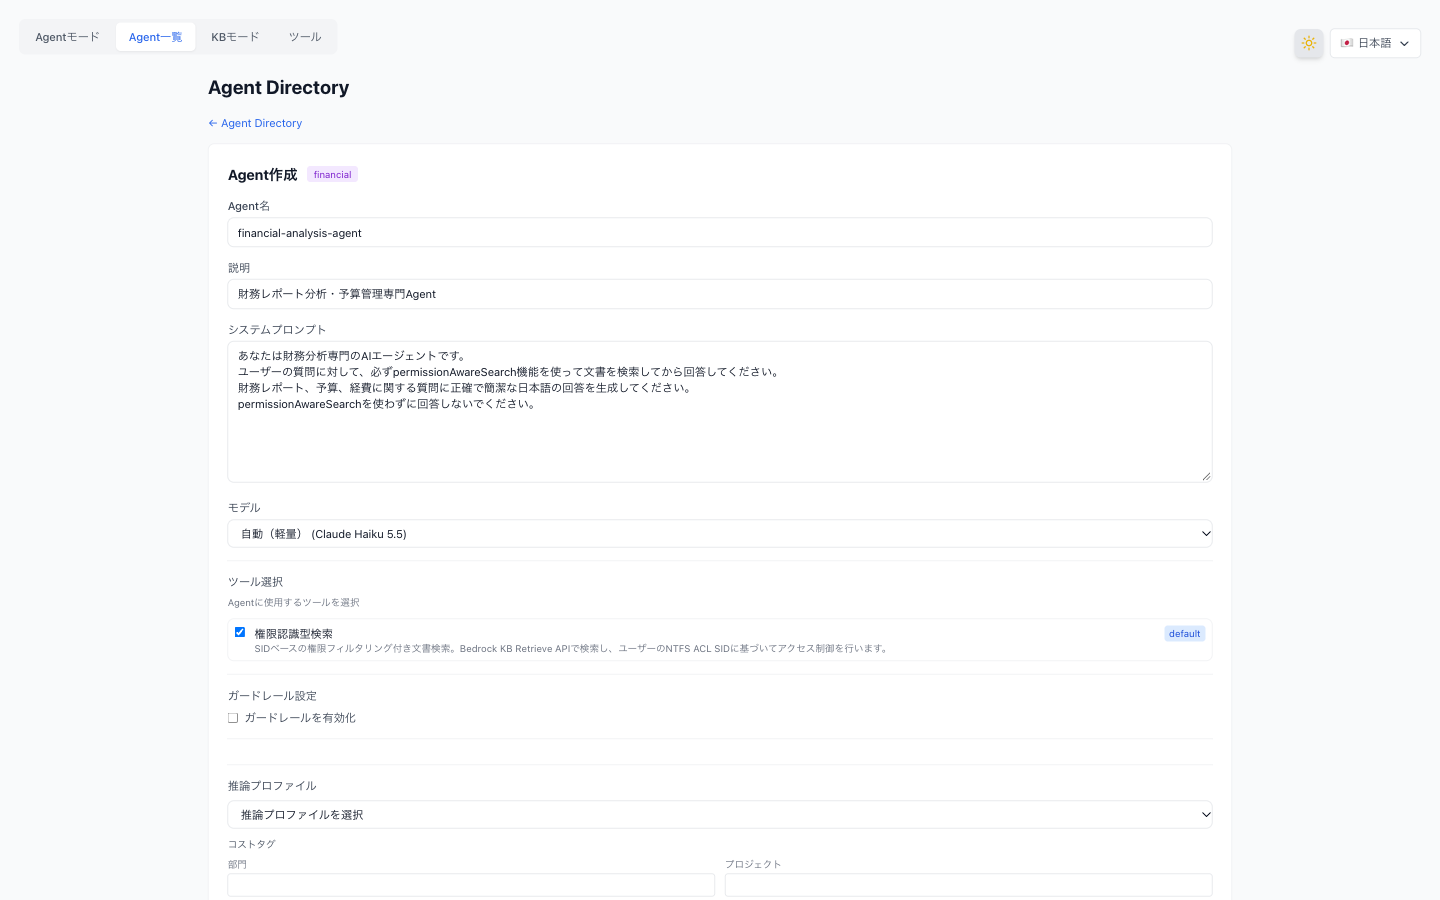 Agentモード
Agent一覧
KBモード
ツール
日本語
Agent Directory
← Agent Directory
Agent作成
financial
Agent名
financial-analysis-agent
説明
財務レポート分析・予算管理専門Agent
システムプロンプト
あなたは財務分析専門のAIエージェントです。
ユーザーの質問に対して、必ずpermissionAwareSearch機能を使って文書を検索してから回答してください。
財務レポート、予算、経費に関する質問に正確で簡潔な日本語の回答を生成してください。
permissionAwareSearchを使わずに回答しないでください。
モデル
自動（軽量） (Claude Haiku 5.5)
ツール選択
Agentに使用するツールを選択
権限認識型検索
default
SIDベースの権限フィルタリング付き文書検索。Bedrock KB Retrieve APIで検索し、ユーザーのNTFS ACL SIDに基づいてアクセス制御を行います。
ガードレール設定
ガードレールを有効化
推論プロファイル
推論プロファイルを選択
コストタグ
部門
プロジェクト